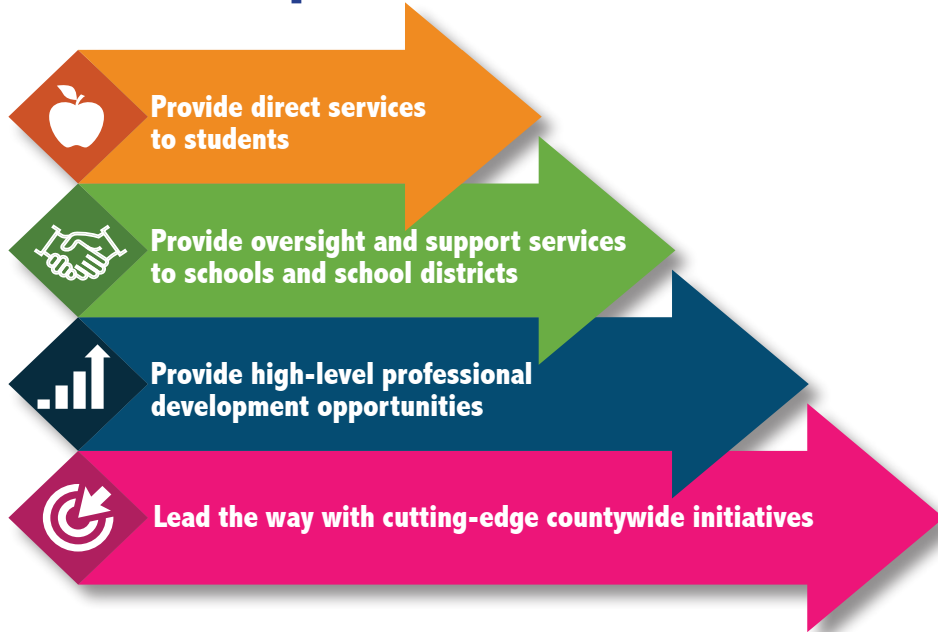 Provide direct services
to students
Provide oversight and support services
to schools and school districts
Provide high-level professional
development opportunities
Lead the way with cutting-edge countywide initiatives